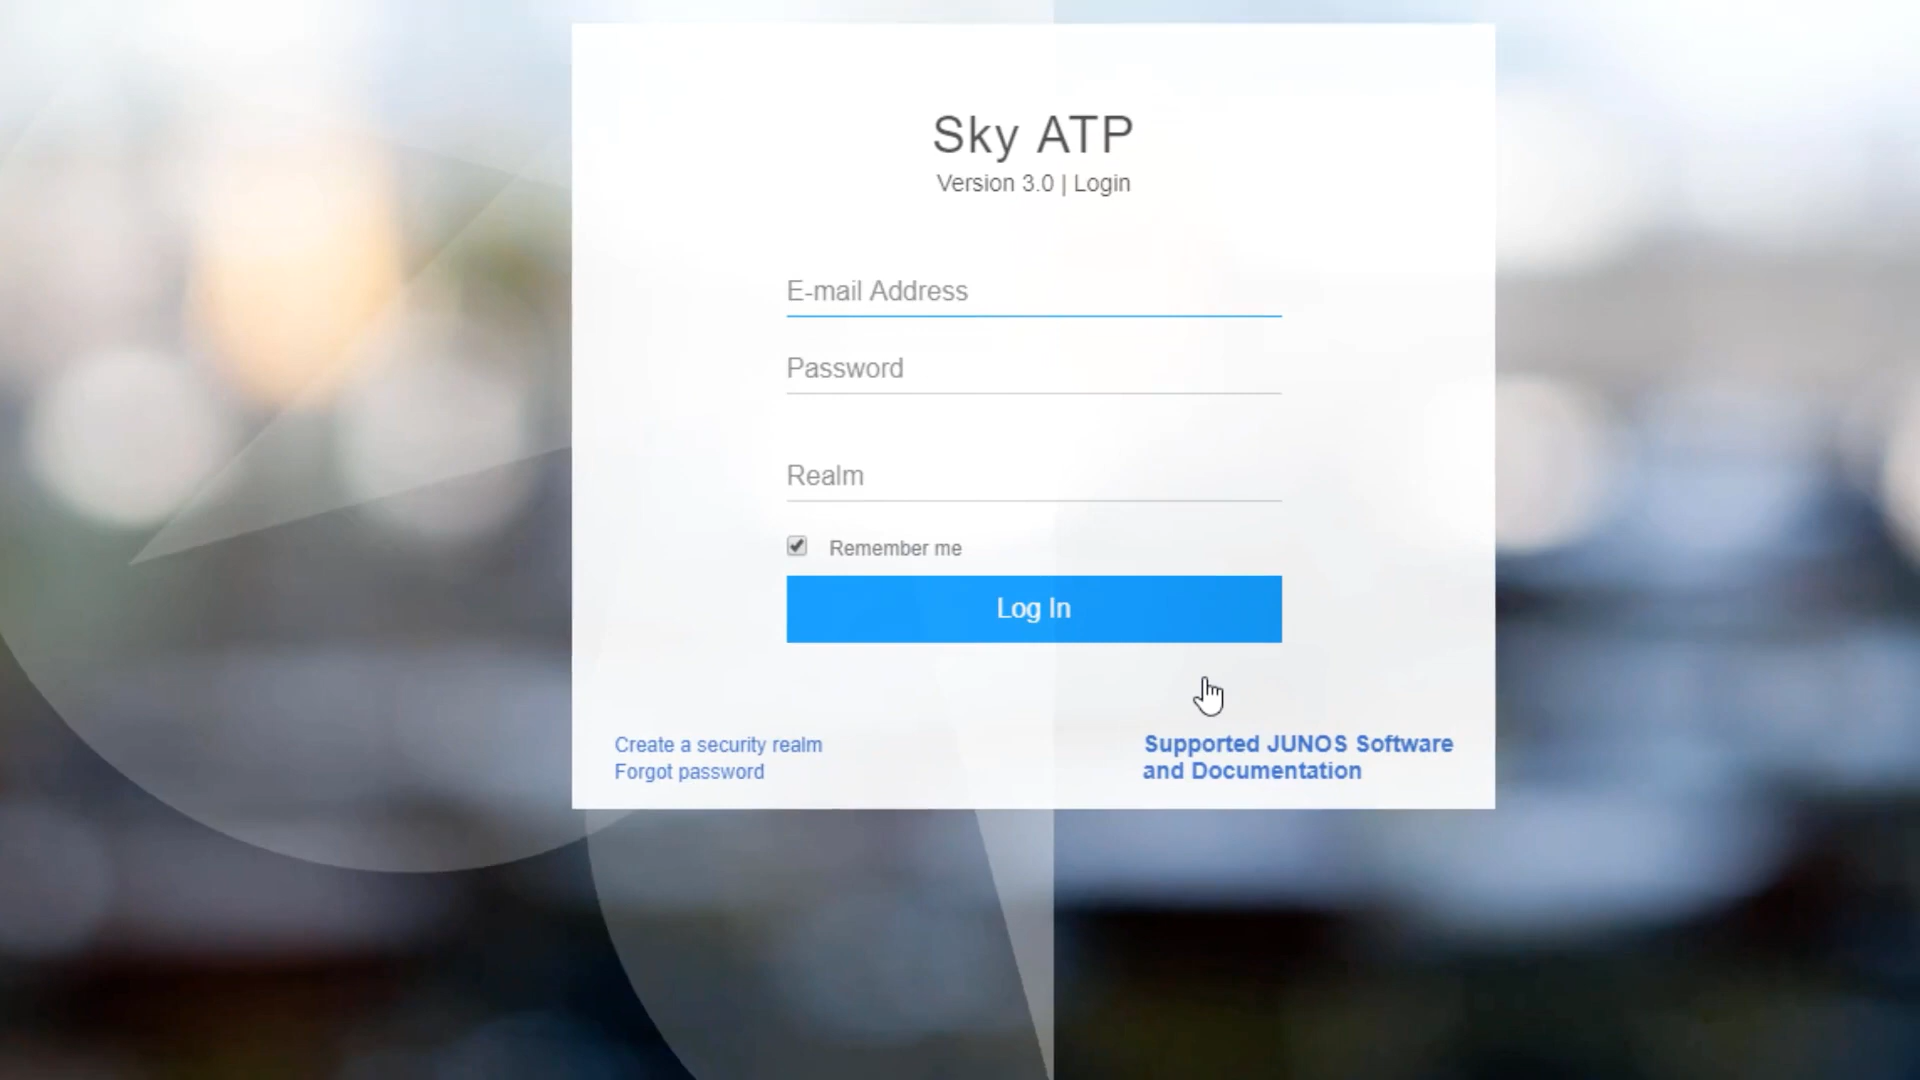 Sky ATP
Version 3.0 | Login
E-mail Address
Password
Realm
Remember me
Log In
Create a security realm
Forgot password
Supported JUNOS Software
and Documentation